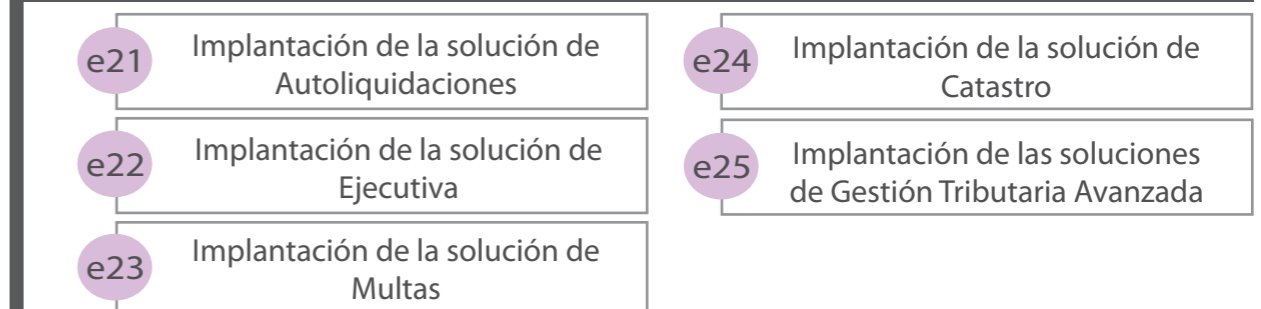 e21
Implantación de la solución de
Autoliquidaciones
e22
Implantación de la solución de
Ejecutiva
e23
Implantación de la solución de
Multas
e24
Implantación de la solución de
Catastro
e25
Implantación de las soluciones
de Gestión Tributaria Avanzada